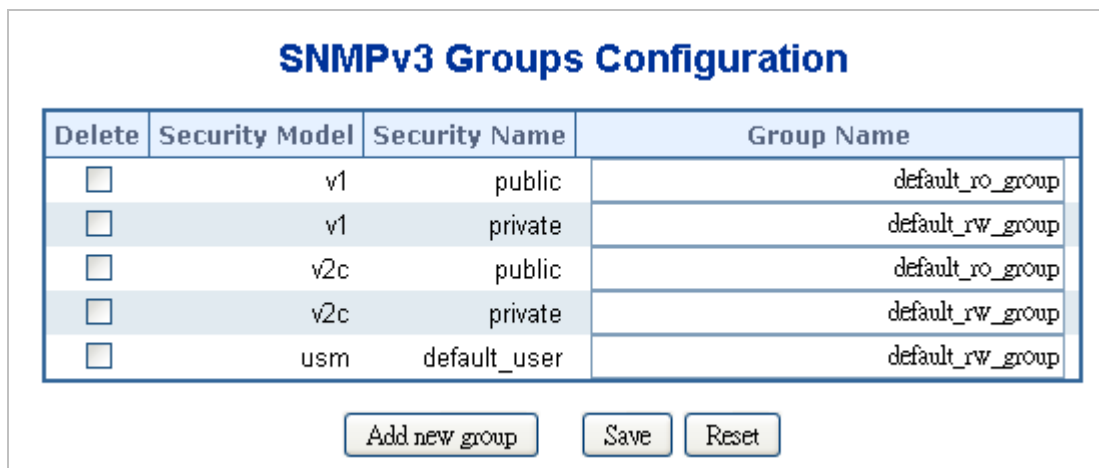 SNMPv3 Groups Configuration
Delete Security Model Security Name Group Name
v1 public default_ro_group
v1 private default_rw_group
v2c public default_ro_group
v2c private default_rw_group
usm default_user default_rw_group
Add new group Save Reset